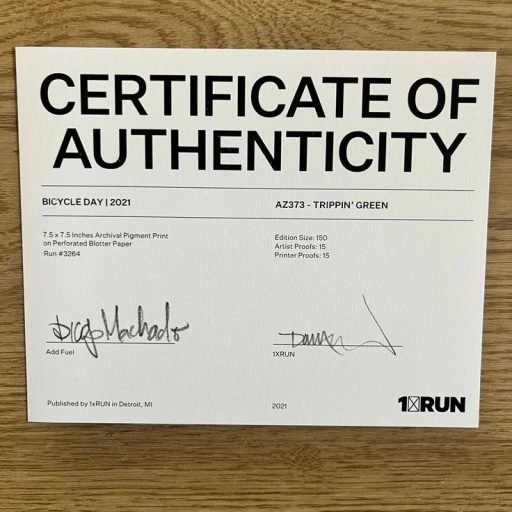 CERTIFICATE OF
AUTHENTICITY
BICYCLE DAY | 2021
AZ373 - TRIPPIN' GREEN
7.5 x 7.5 Inches Archival Pigment Print
on Perforated Blotter Paper
Run #3264
Edition Size: 150
Artist Proofs: 15
Printer Proofs: 15
Diogo Machado
Add Fuel
1XRUN
Published by 1xRUN in Detroit, MI
2021
1XRUN